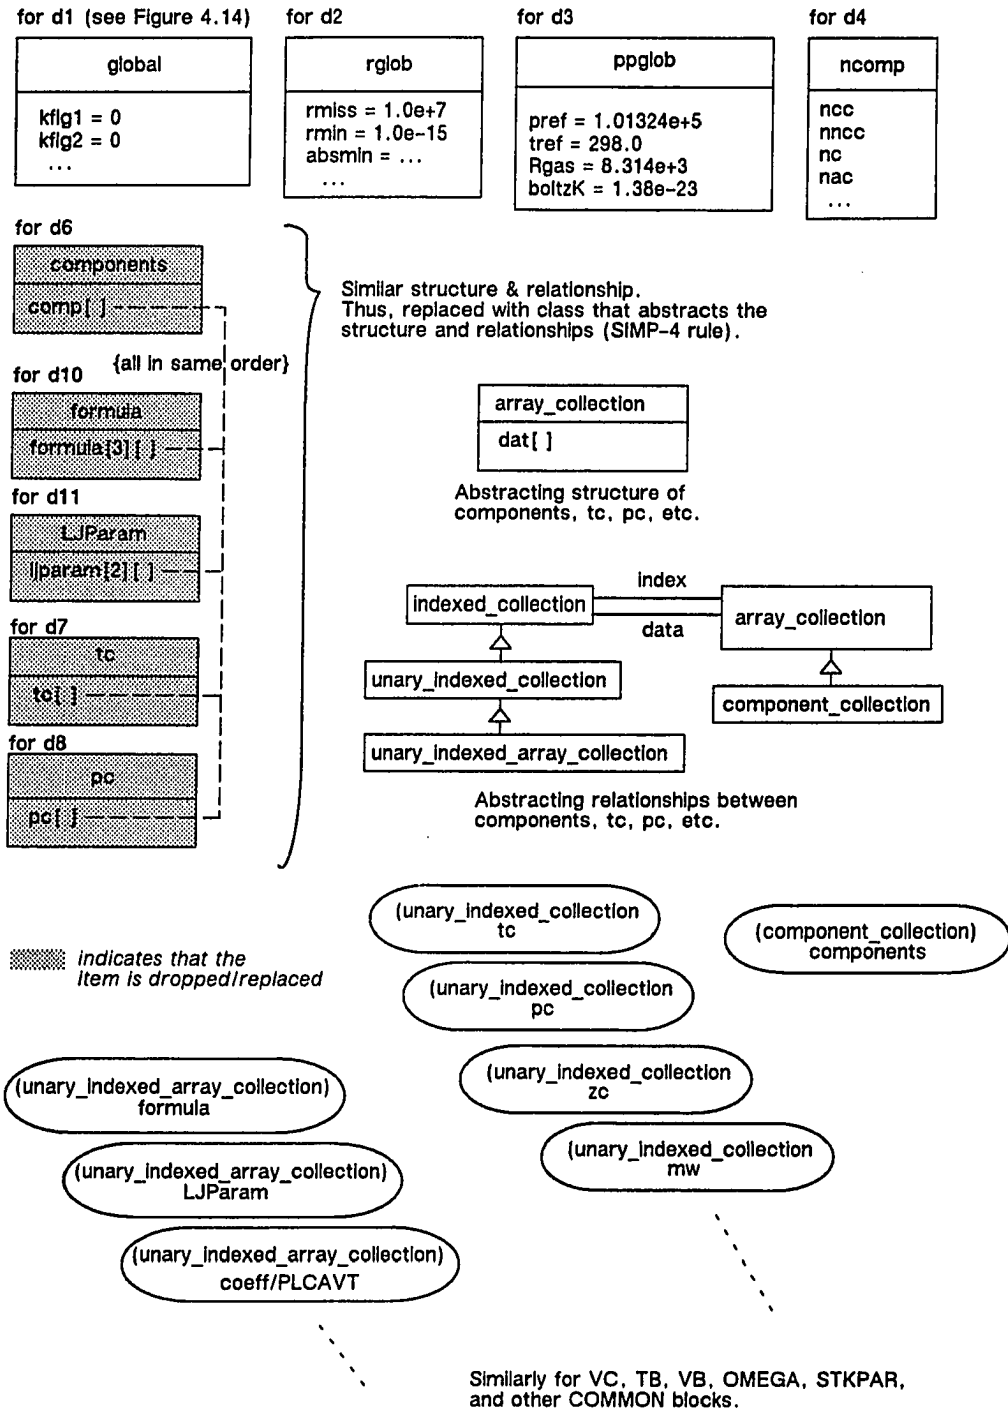 for d1 (see Figure 4.14)
global
kflg1 = 0
kflg2 = 0
...
for d2
rglob
rmiss = 1.0e+7
rmin = 1.0e-15
absmin = ...
...
for d3
ppglob
pref = 1.01324e+5
tref = 298.0
Rgas = 8.314e+3
boltzK = 1.38e-23
for d4
ncomp
ncc
nncc
nc
nac
...
for d6
components
comp[ ]
{all in same order}
for d10
formula
formula[3][ ]
for d11
LJParam
ljparam[2][ ]
for d7
tc
tc[ ]
for d8
pc
pc[ ]
Similar structure & relationship.
Thus, replaced with class that abstracts the
structure and relationships (SIMP-4 rule).
array_collection
dat[ ]
Abstracting structure of
components, tc, pc, etc.
indexed_collection
index
data
array_collection
unary_indexed_collection
component_collection
unary_indexed_array_collection
Abstracting relationships between
components, tc, pc, etc.
(unary_indexed_collection
tc
(component_collection)
components
indicates that the
item is dropped/replaced
(unary_indexed_collection
pc
(unary_indexed_collection
zc
(unary_indexed_array_collection)
formula
(unary_indexed_collection
mw
(unary_indexed_array_collection)
LJParam
(unary_indexed_array_collection)
coeff/PLCAVT
Similarly for VC, TB, VB, OMEGA, STKPAR,
and other COMMON blocks.